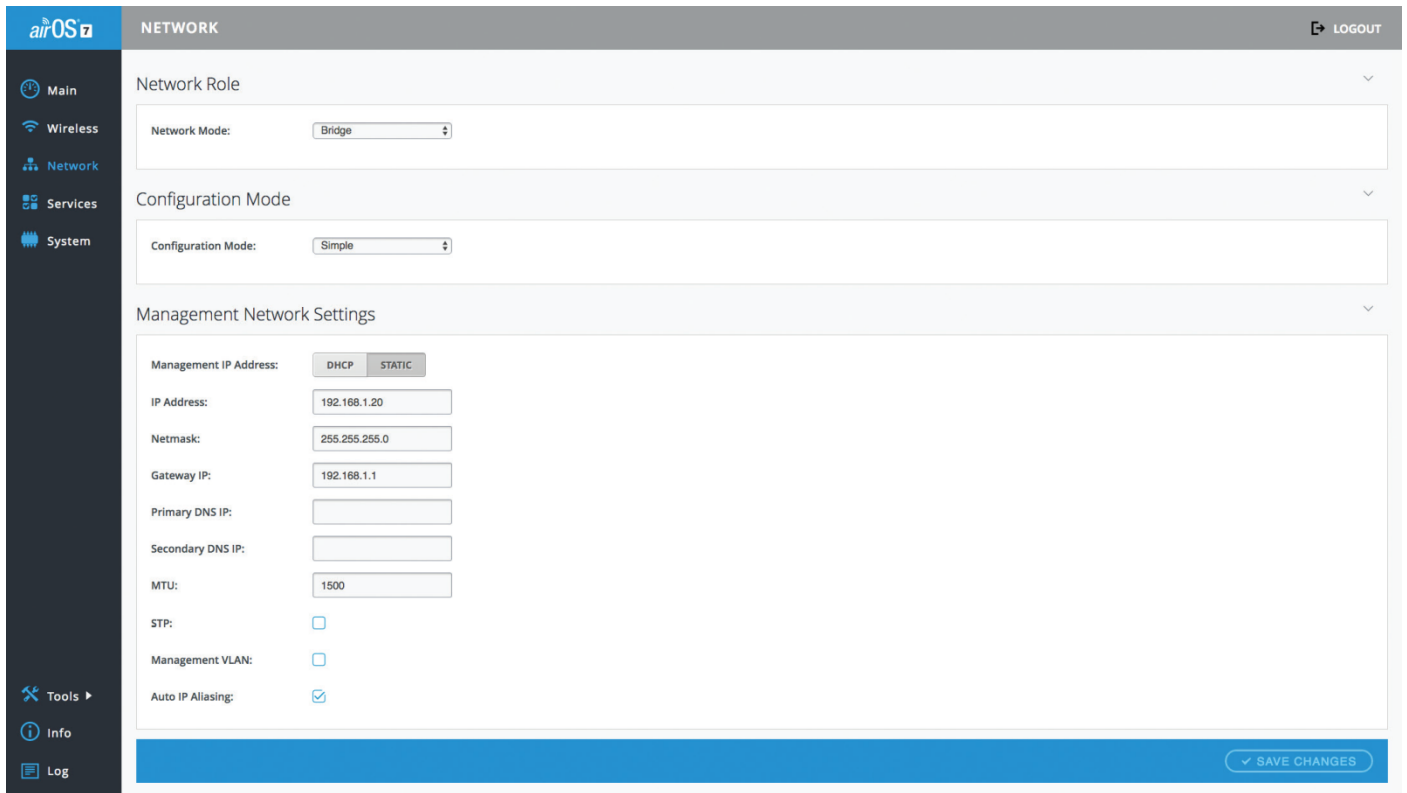 airOS 7
NETWORK
LOGOUT
Main
Wireless
Network
Services
System
Tools
Info
Log
Network Role
Network Mode: Bridge
Configuration Mode
Configuration Mode: Simple
Management Network Settings
Management IP Address: DHCP STATIC
IP Address: 192.168.1.20
Netmask: 255.255.255.0
Gateway IP: 192.168.1.1
Primary DNS IP:
Secondary DNS IP:
MTU: 1500
STP:
Management VLAN:
Auto IP Aliasing:
SAVE CHANGES